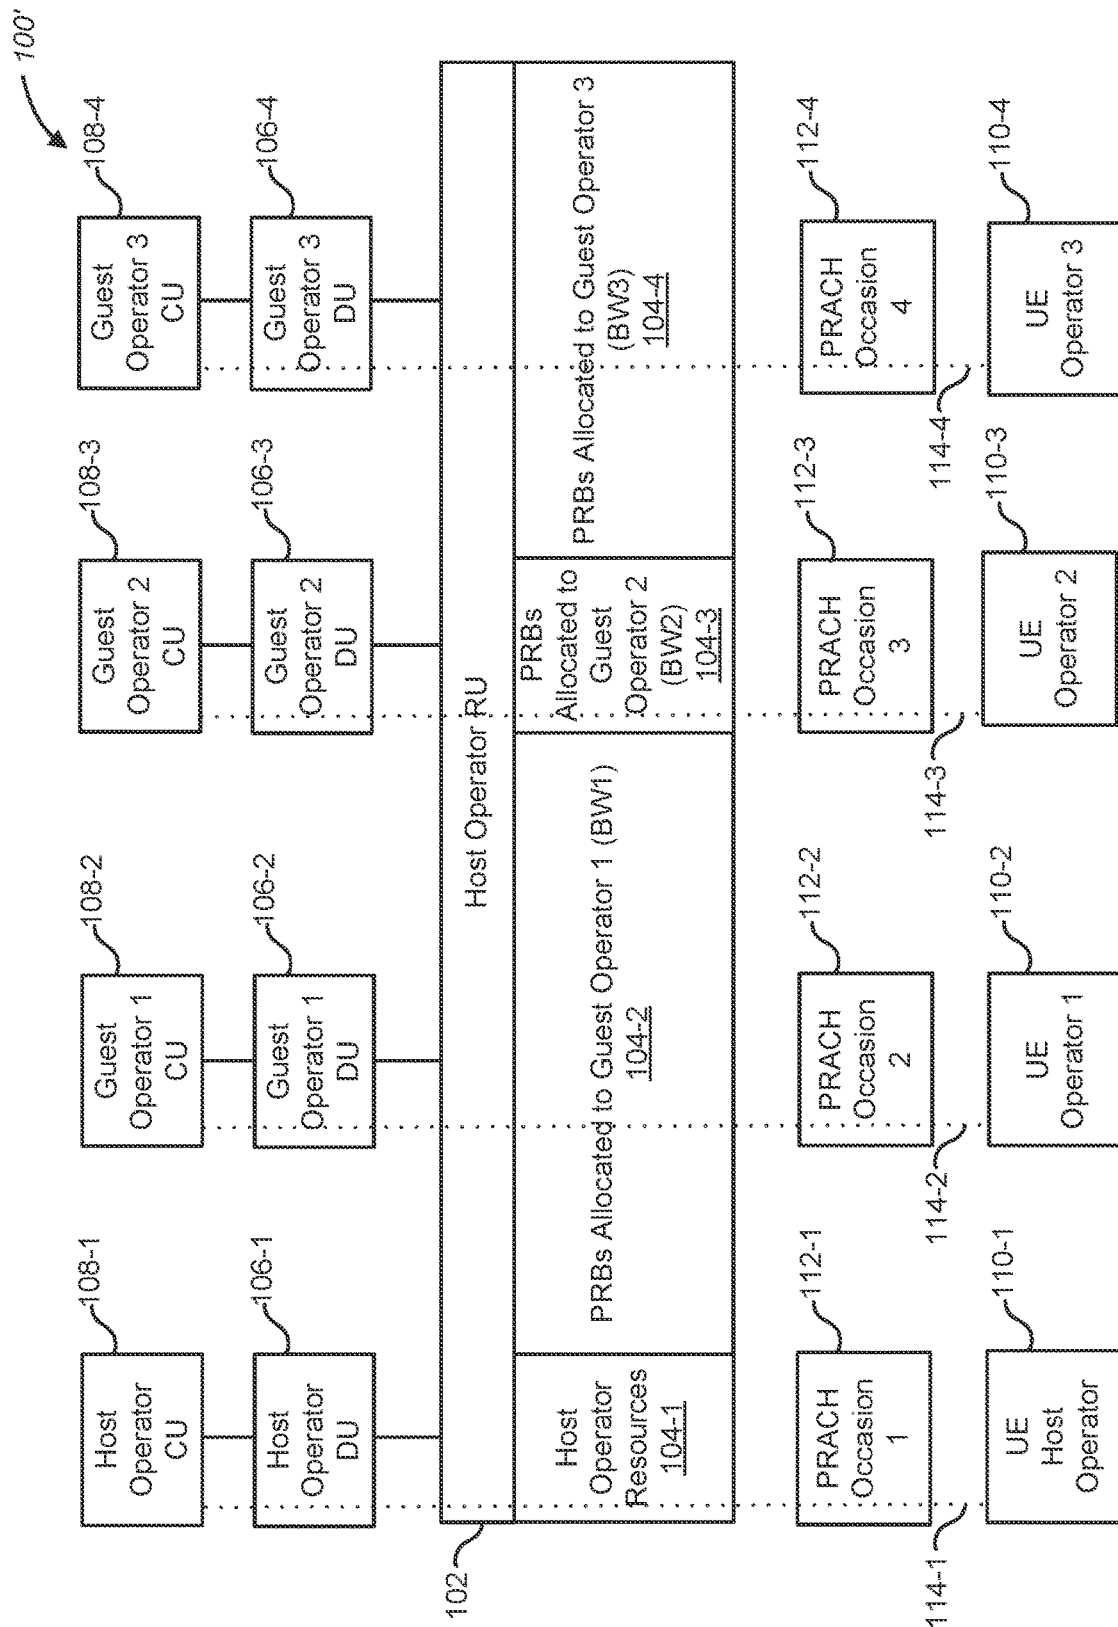 100'
108-1
108-2
108-3
108-4
Host
Operator
CU
Guest
Operator 1
CU
Guest
Operator 2
CU
Guest
Operator 3
CU
106-1
106-2
106-3
106-4
Host
Operator
DU
Guest
Operator 1
DU
Guest
Operator 2
DU
Guest
Operator 3
DU
102
Host Operator RU
Host
Operator
Resources
104-1
PRBs Allocated to Guest Operator 1 (BW1)
104-2
PRBs
Allocated to
Guest
Operator 2
(BW2)
104-3
PRBs Allocated to Guest Operator 3
(BW3)
104-4
112-1
112-2
112-3
112-4
PRACH
Occasion
1
PRACH
Occasion
2
PRACH
Occasion
3
PRACH
Occasion
4
114-1
114-2
114-3
114-4
110-1
110-2
110-3
110-4
UE
Host
Operator
UE
Operator 1
UE
Operator 2
UE
Operator 3